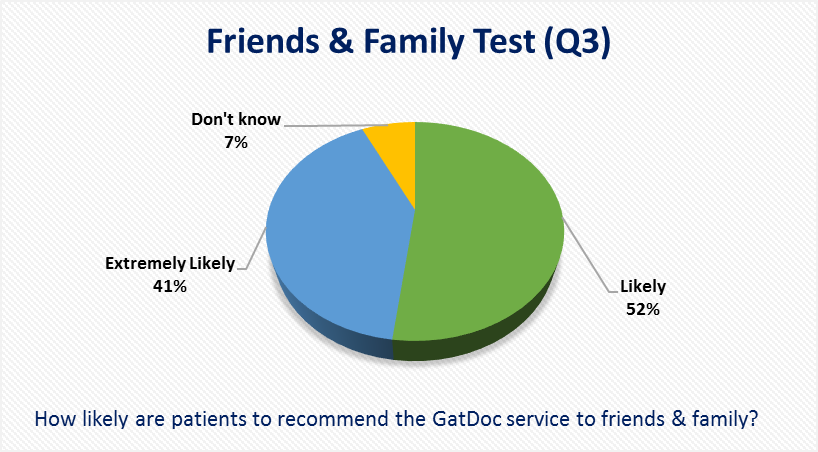 Friends & Family Test (Q3)
Don't know
7%
Extremely Likely
41%
Likely
52%
How likely are patients to recommend the GatDoc service to friends & family?